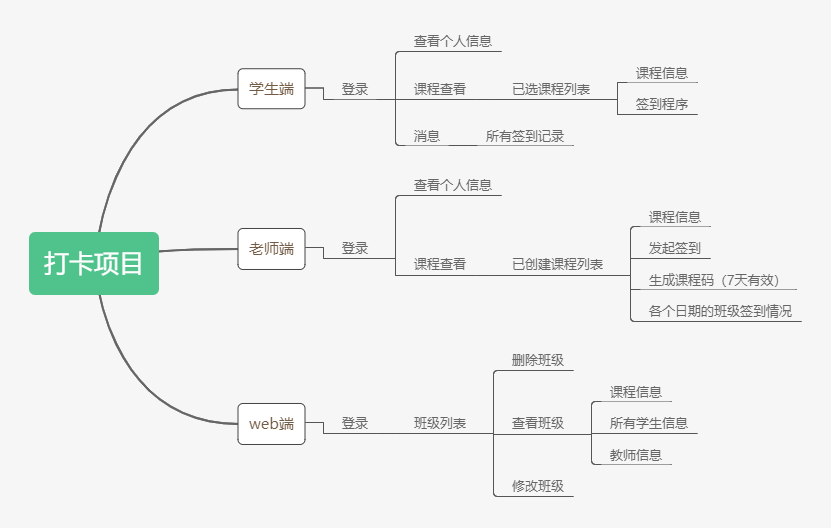 打卡项目
学生端
登录
查看个人信息
课程查看
已选课程列表
课程信息
签到程序
消息
所有签到记录
老师端
登录
查看个人信息
课程查看
已创建课程列表
课程信息
发起签到
生成课程码（7天有效）
各个日期的班级签到情况
web端
登录
班级列表
删除班级
查看班级
课程信息
所有学生信息
教师信息
修改班级